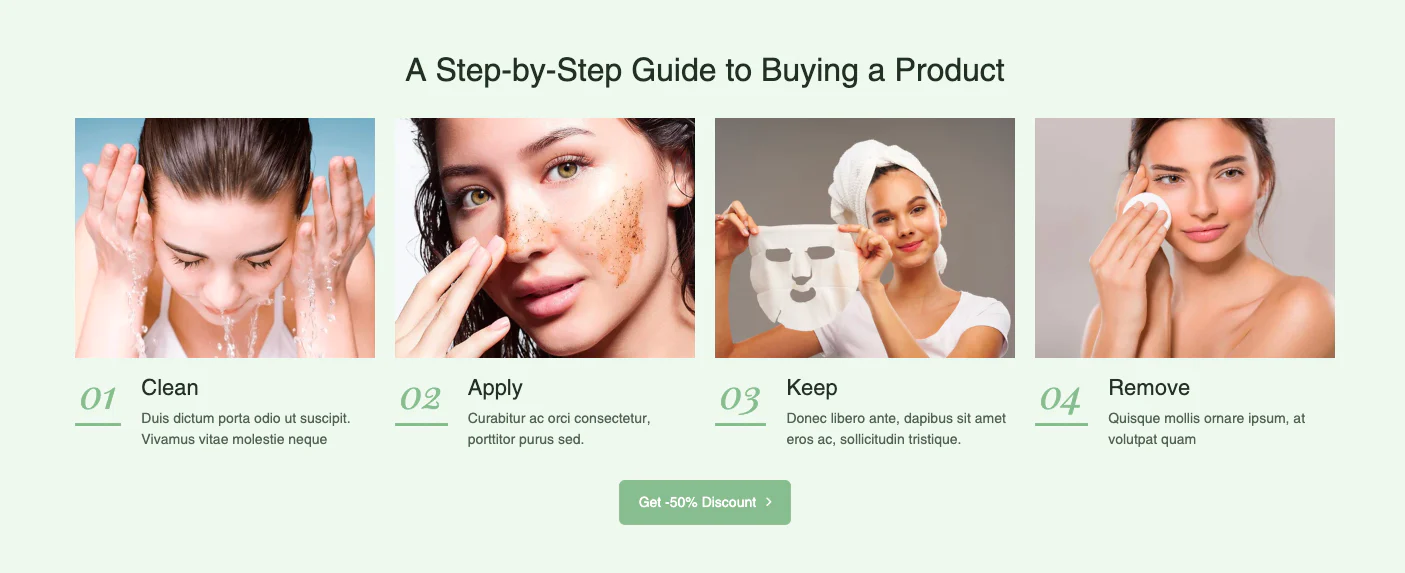 A Step-by-Step Guide to Buying a Product
01
Clean
Duis dictum porta odio ut suscipit.
Vivamus vitae molestie neque
02
Apply
Curabitur ac orci consectetur,
porttitor purus sed.
03
Keep
Donec libero ante, dapibus sit amet
eros ac, sollicitudin tristique.
04
Remove
Quisque mollis ornare ipsum, at
volutpat quam
Get -50% Discount